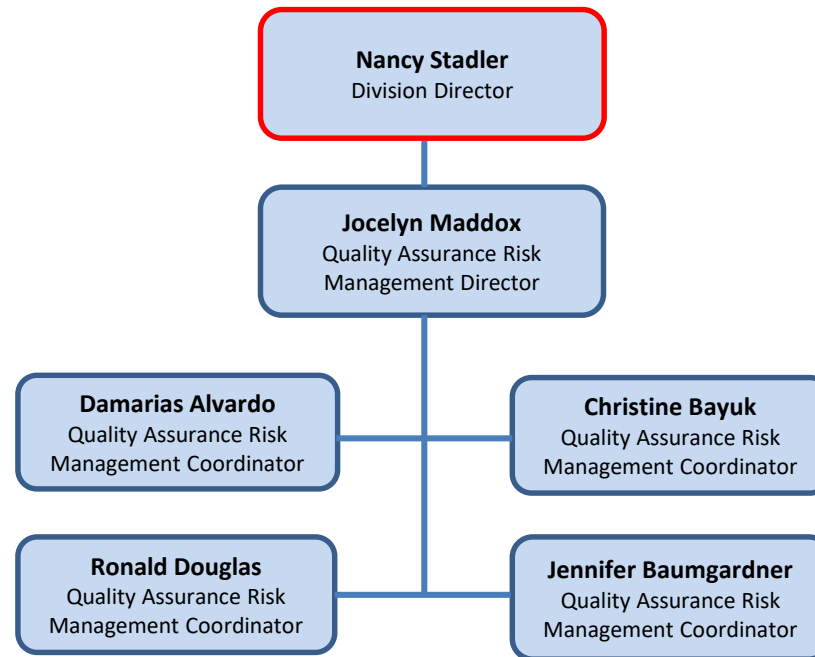 Nancy Stadler
Division Director
Jocelyn Maddox
Quality Assurance Risk
Management Director
Damarias Alvardo
Quality Assurance Risk
Management Coordinator
Christine Bayuk
Quality Assurance Risk
Management Coordinator
Ronald Douglas
Quality Assurance Risk
Management Coordinator
Jennifer Baumgardner
Quality Assurance Risk
Management Coordinator